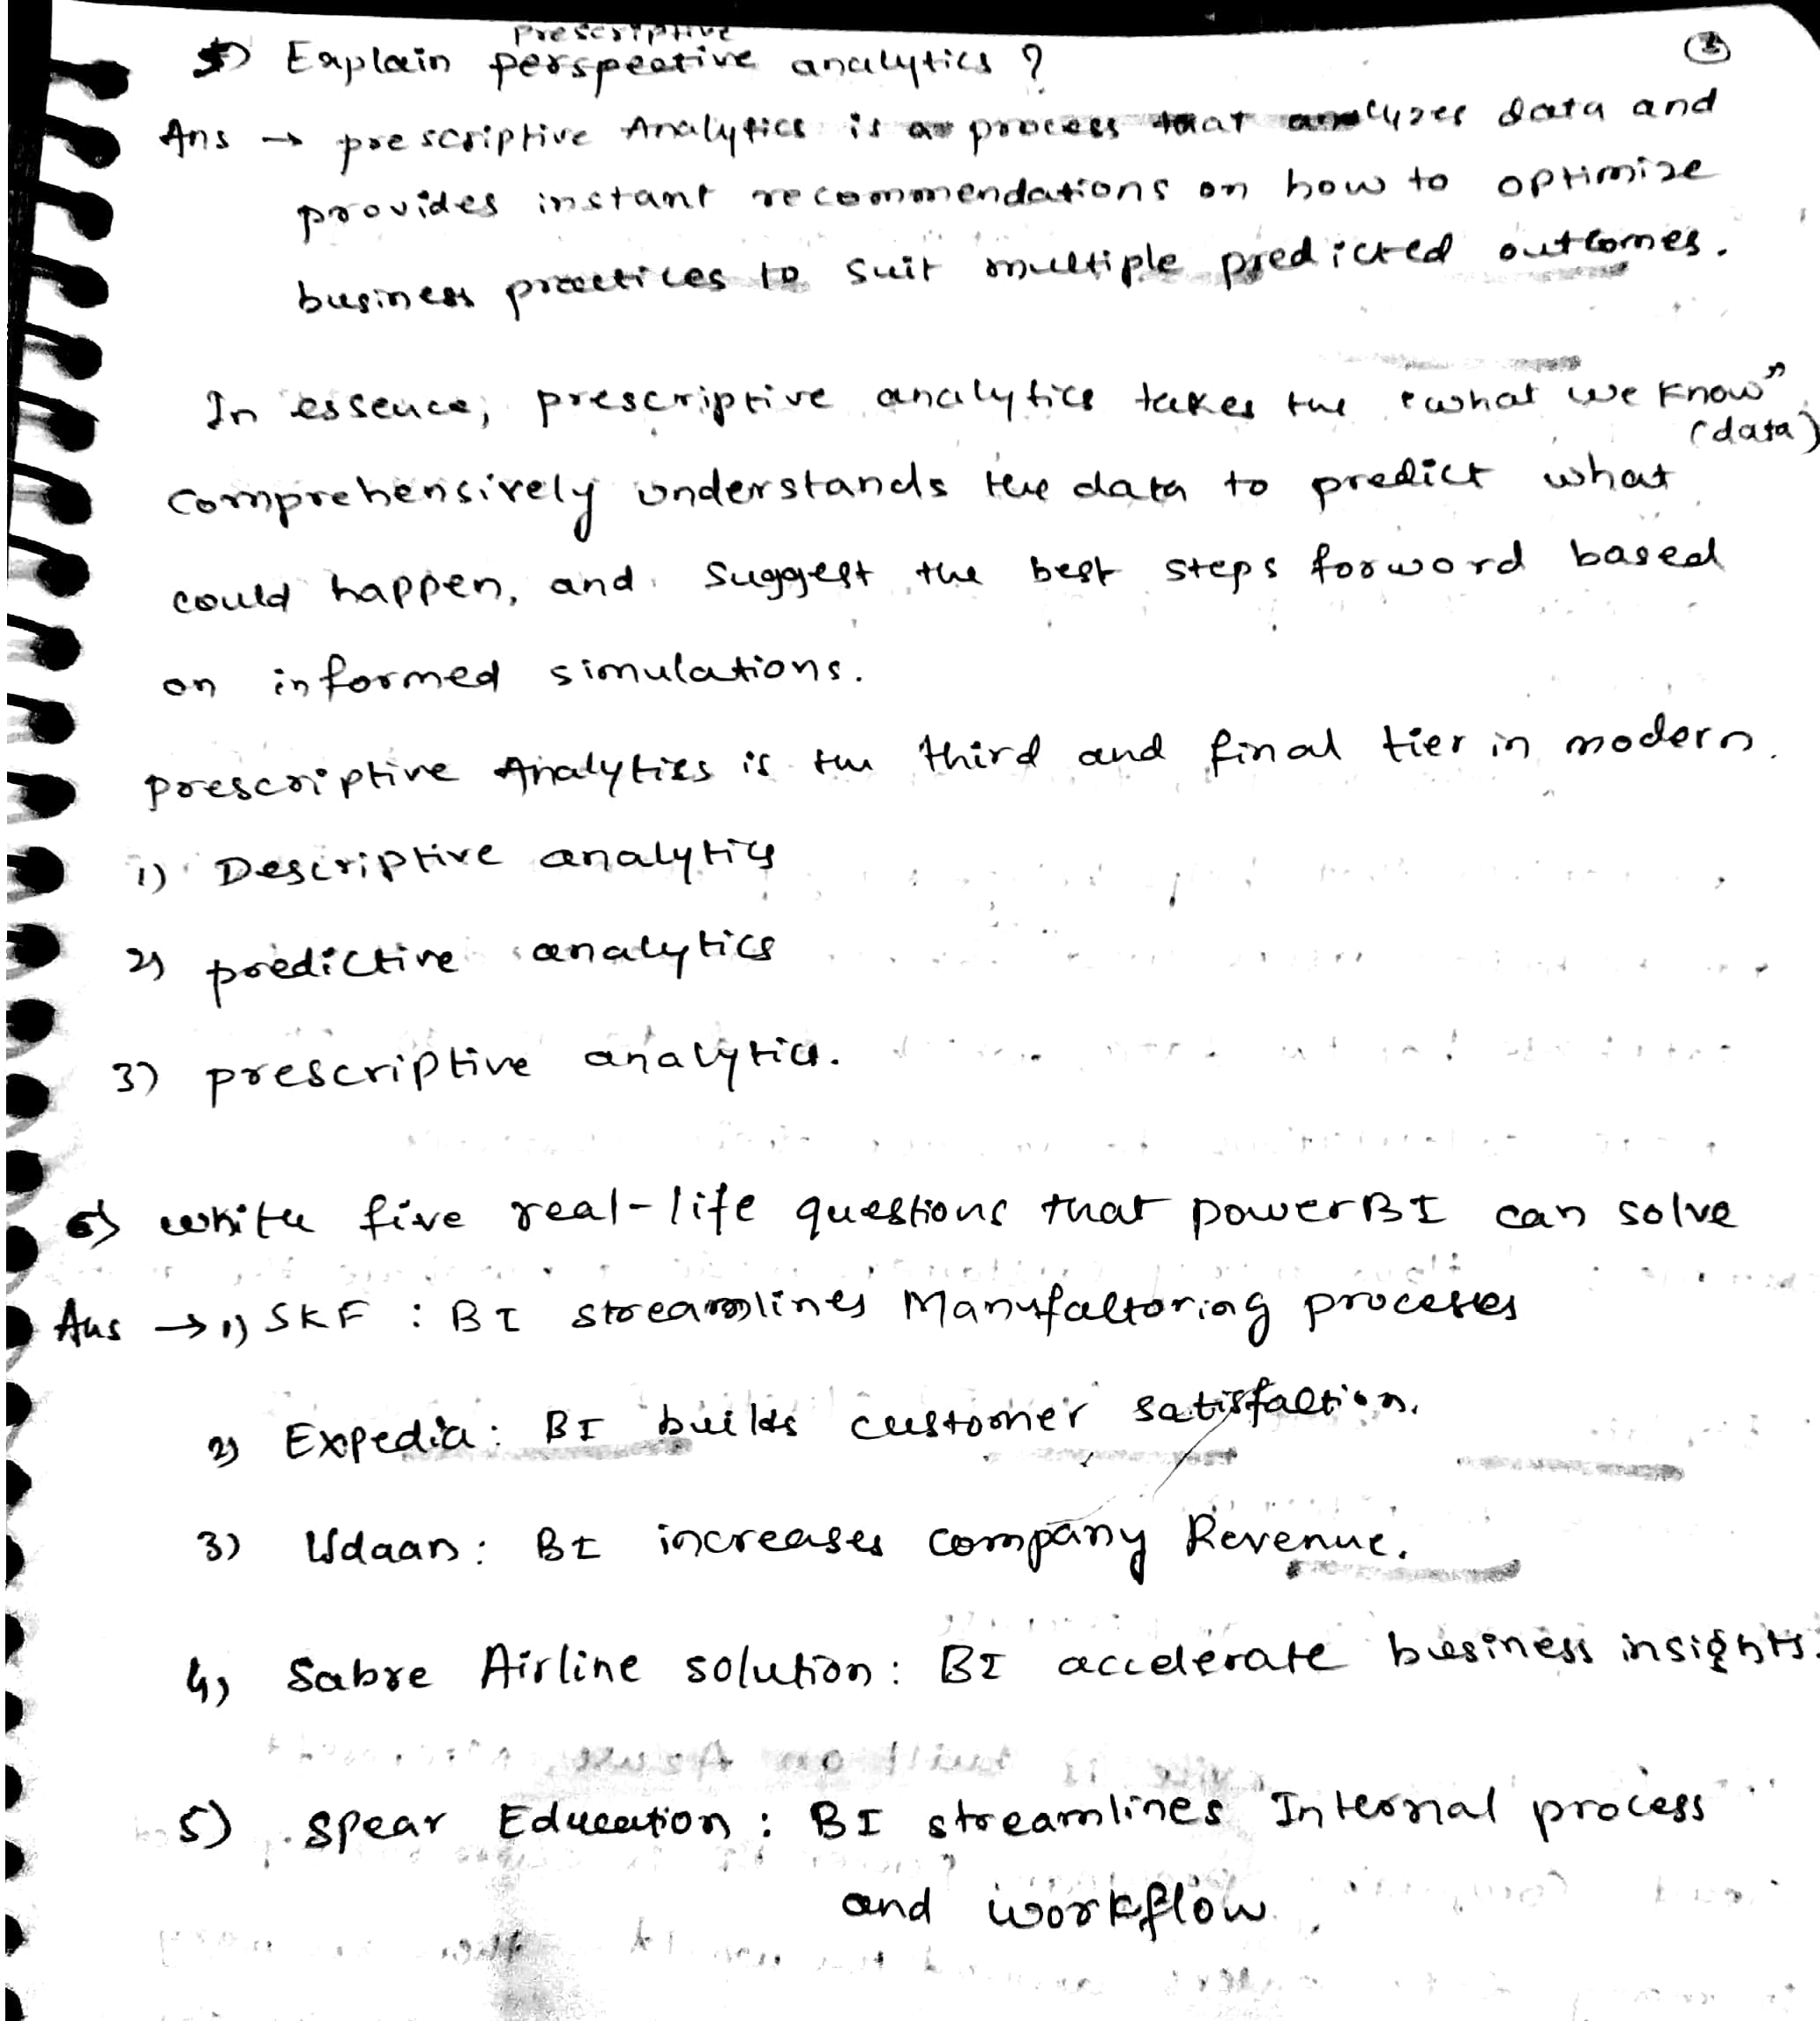 prescriptive
5) Explain perspective analytics ?
Ans → prescriptive Analytics is a process that analyzes data and
provides instant recommendations on how to optimize
business practices to suit multiple predicted outcomes.
In essence, prescriptive analytics takes the "what we know"
(data)
comprehensively understands the data to predict what
could happen, and suggest the best steps forword based
on informed simulations.
prescriptive Analytics is the third and final tier in modern.
1) Descriptive analytics
2) predictive analytics
3) prescriptive analytics.
6) white five real-life questions that powerBI can solve
Ans → 1) SKF : BI streamlines Manufactoring processes
2) Expedia : BI builds customer satisfaction.
3) Udaan : BI increases company Revenue.
4) Sabre Airline solution : BI accelerate business insights.
5) Spear Education : BI streamlines Internal process
and workflow